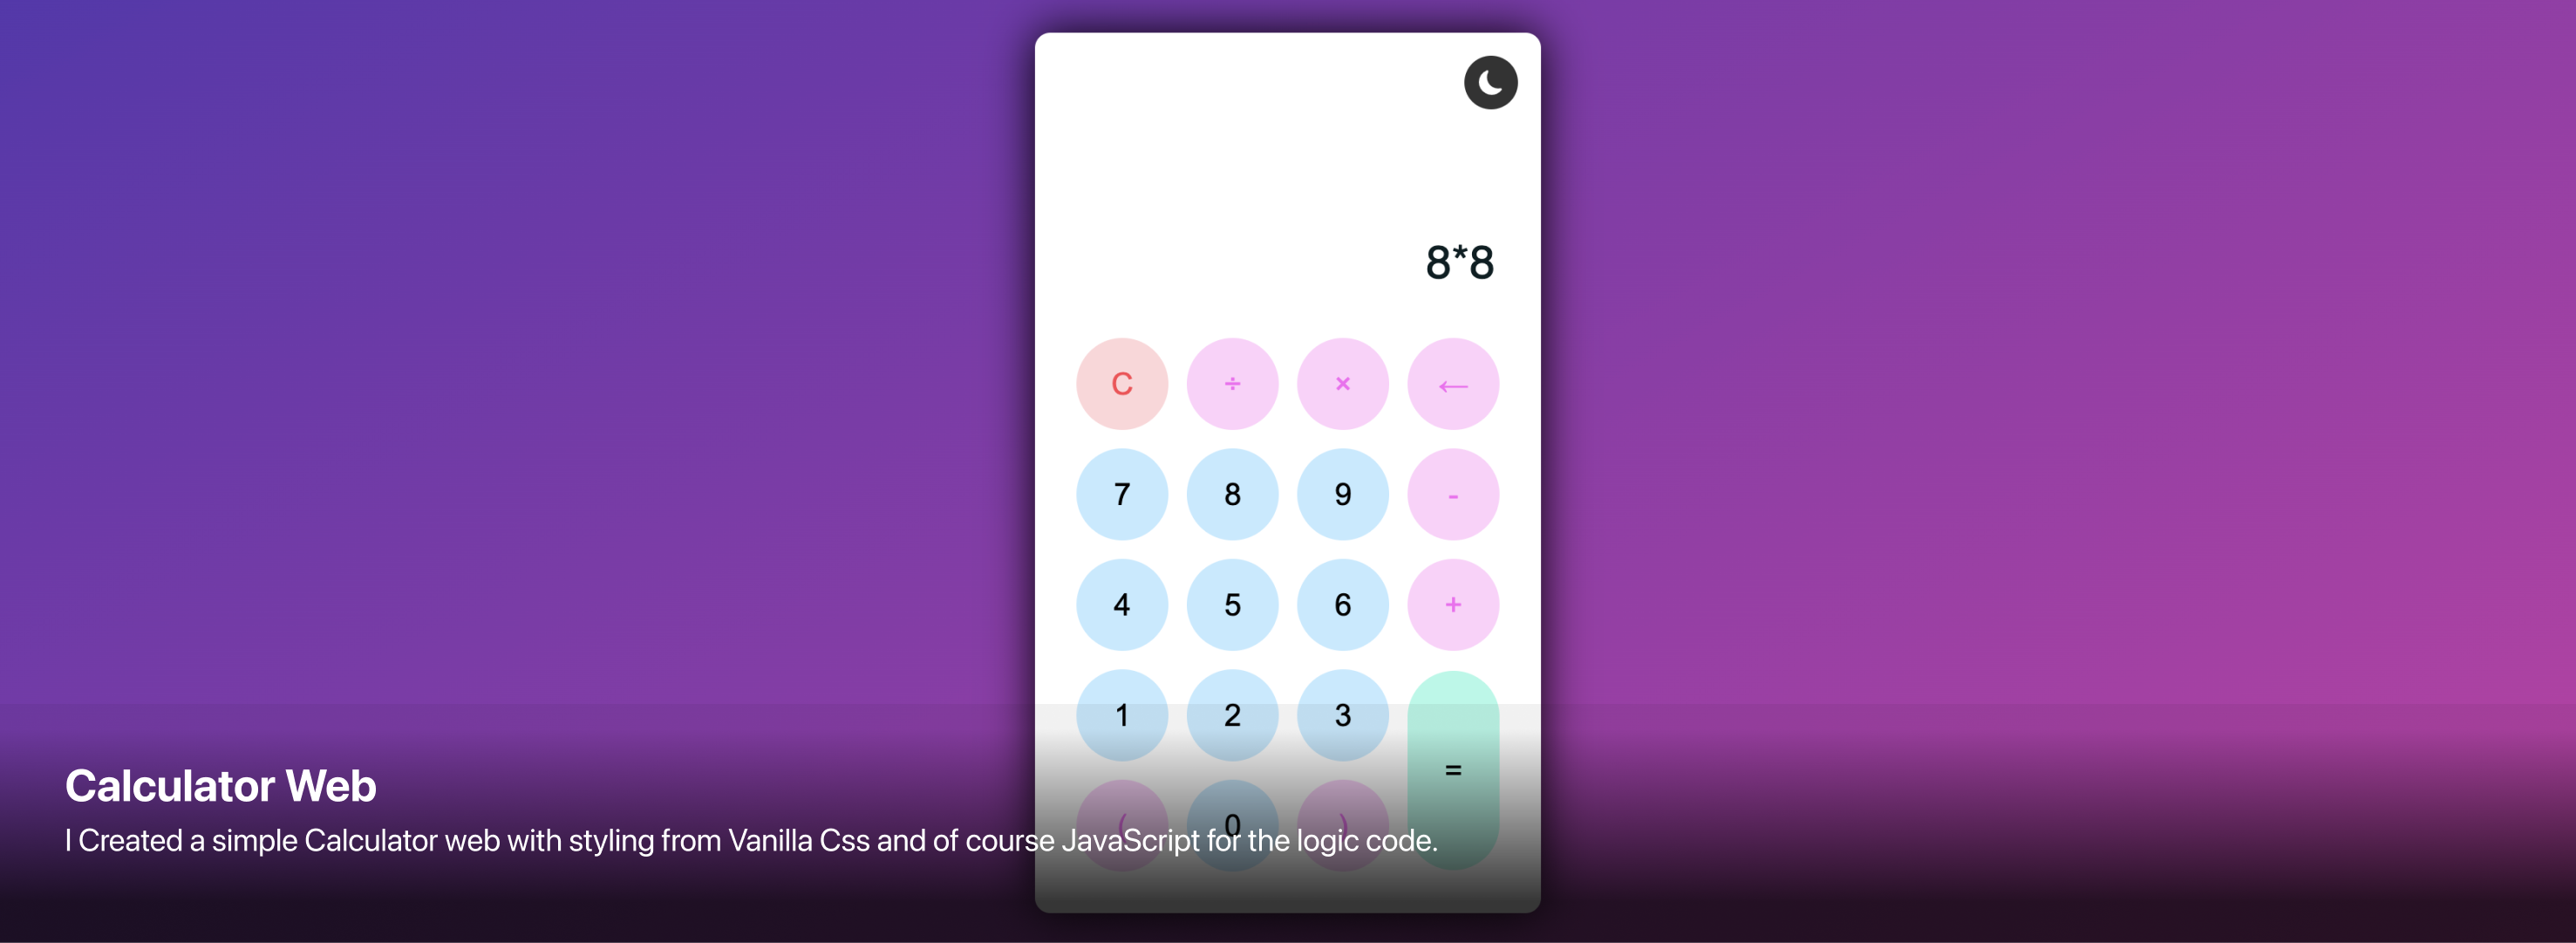 8*8
C ÷ × ←
7 8 9 -
4 5 6 +
1 2 3
=
( 0 )
Calculator Web
I Created a simple Calculator web with styling from Vanilla Css and of course JavaScript for the logic code.